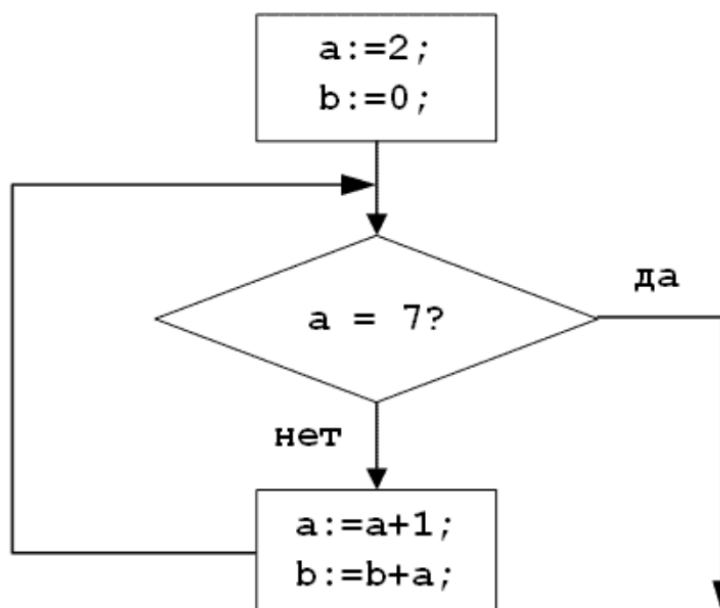 a:=2;
b:=0;
да
a = 7?
нет
a:=a+1;
b:=b+a;